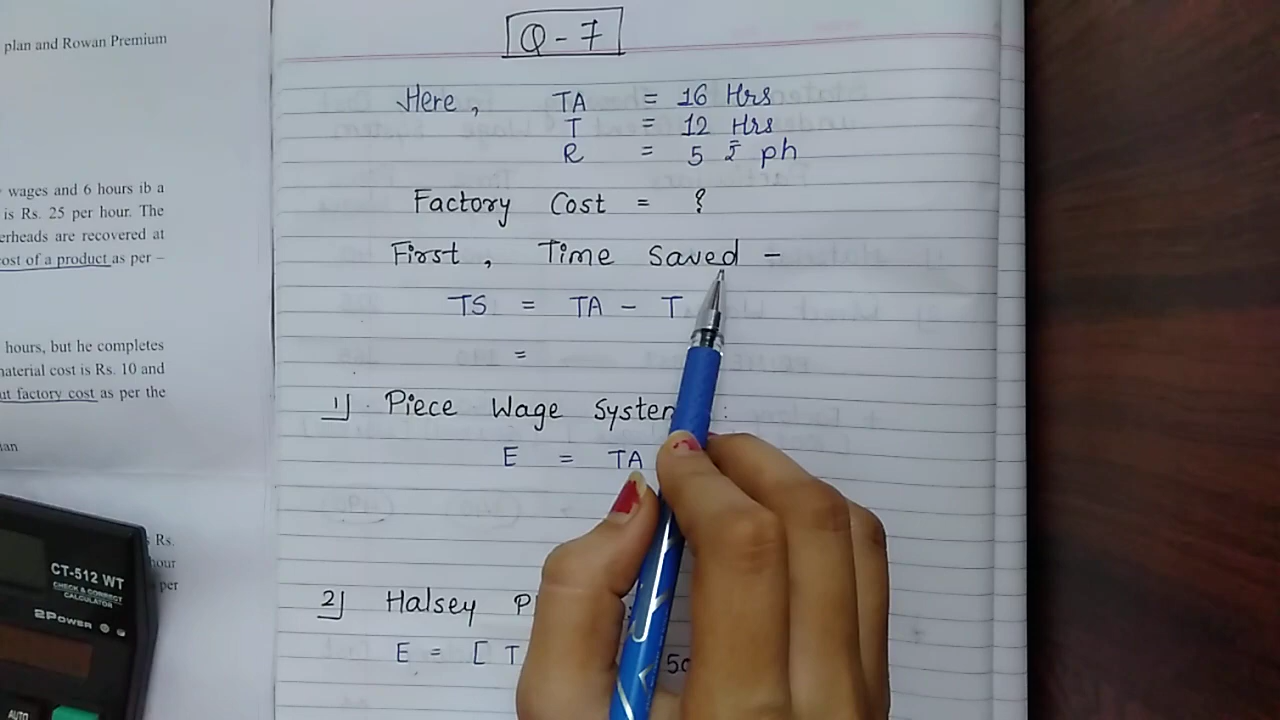 plan and Rowan Premium
wages and 6 hours ib a
is Rs. 25 per hour. The
erheads are recovered at
cost of a product as per –
hours, but he completes
material cost is Rs. 10 and
ut factory cost as per the
Rs.
hour
per
CT-512 WT
CHECK & CORRECT
CALCULATOR
2POWER
AUTO
Q - 7
Here, TA = 16 Hrs
T = 12 Hrs
R = 5 ₹ ph
Factory Cost = ?
First, Time Saved -
TS = TA - T
=
1] Piece Wage System :
E = TA
2] Halsey P
E = [ T 50